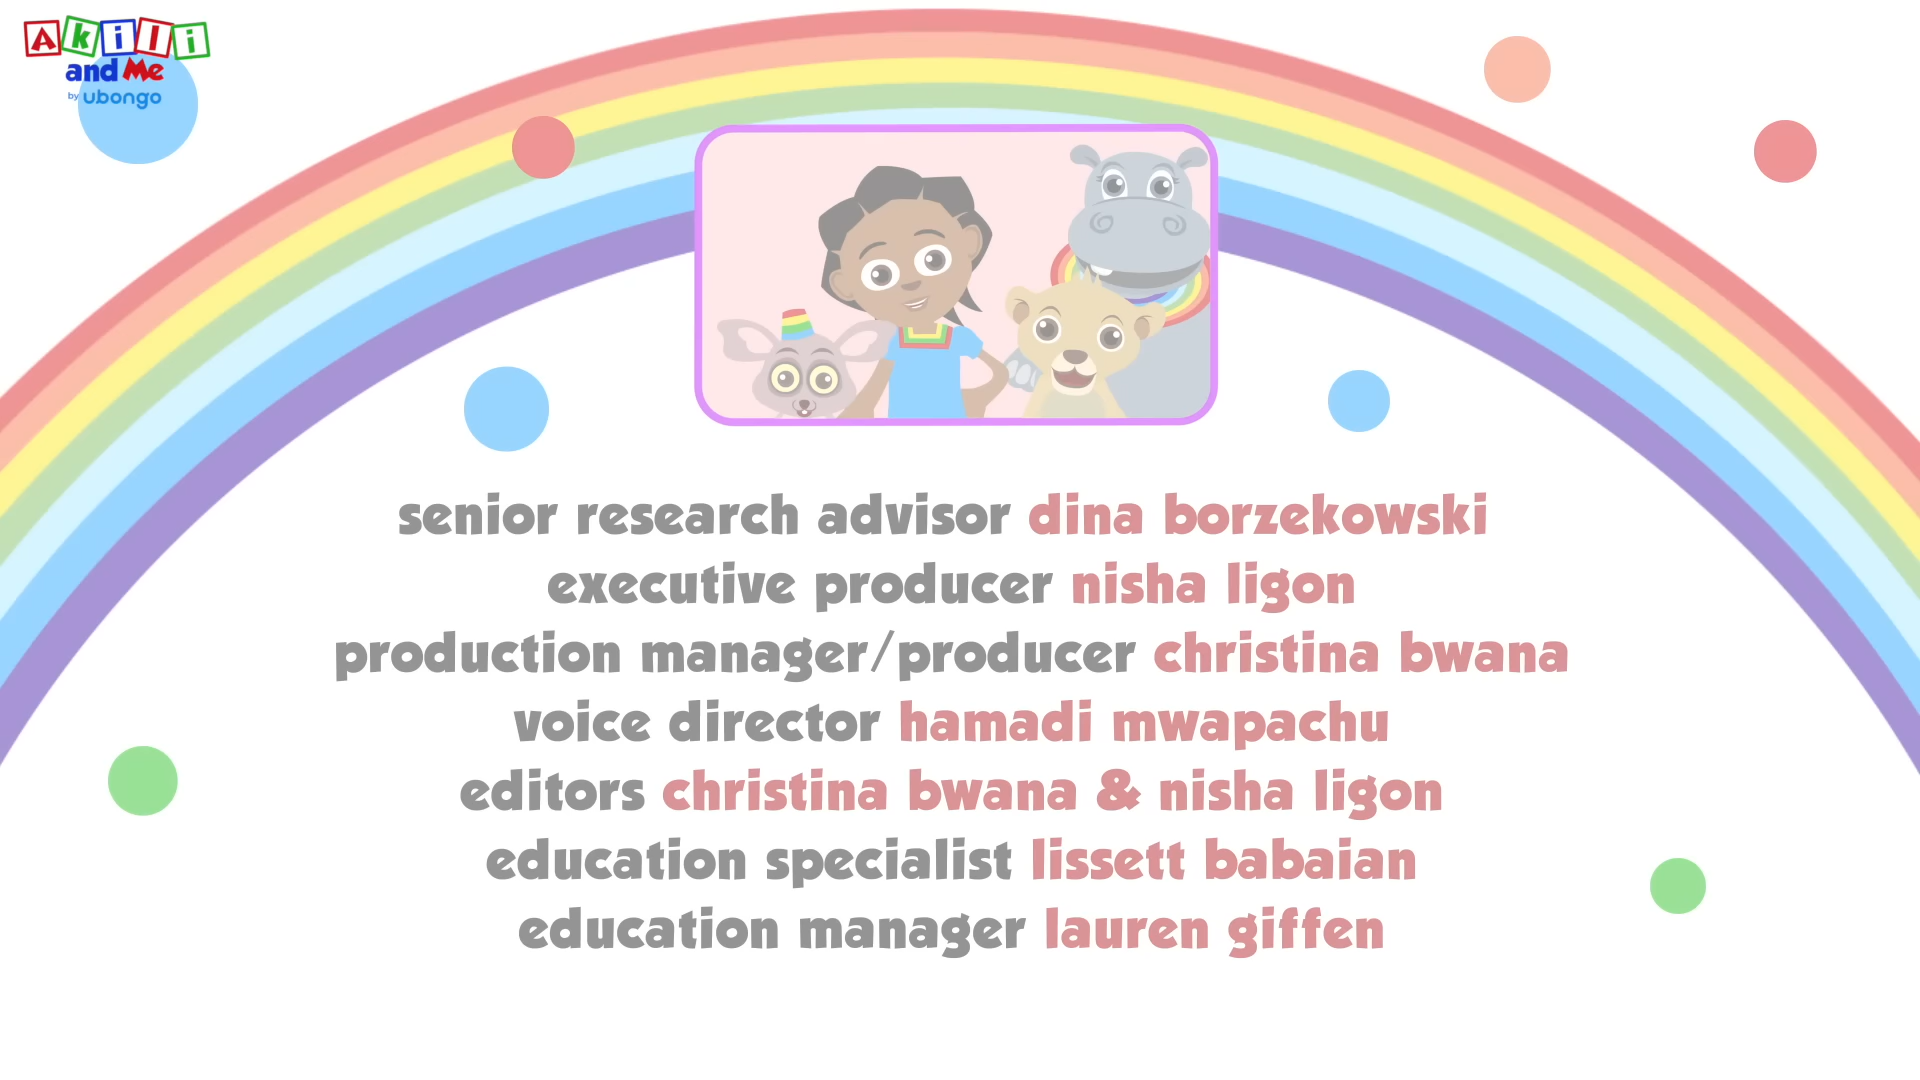 Akili
and Me
by ubongo
senior research advisor dina borzekowski
executive producer nisha ligon
production manager/producer christina bwana
voice director hamadi mwapachu
editors christina bwana & nisha ligon
education specialist lissett babaian
education manager lauren giffen